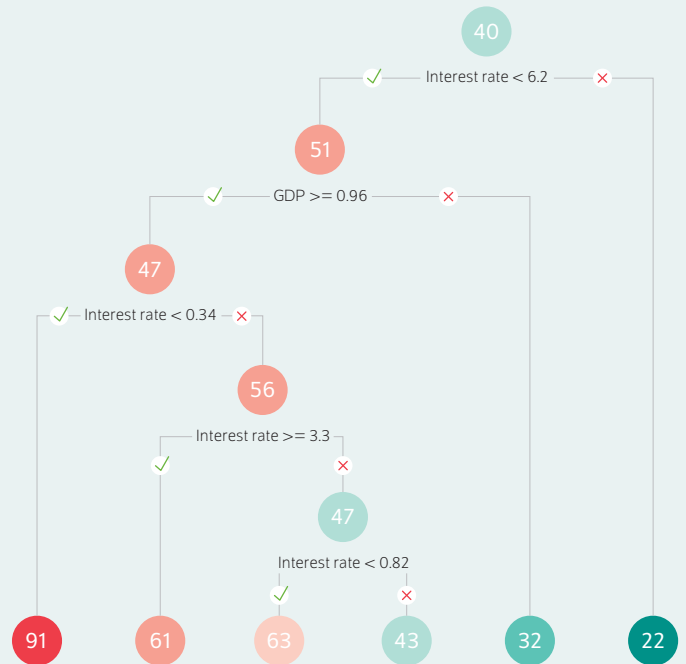 40
Interest rate < 6.2
51
GDP >= 0.96
47
Interest rate < 0.34
56
Interest rate >= 3.3
47
Interest rate < 0.82
91 61 63 43 32 22